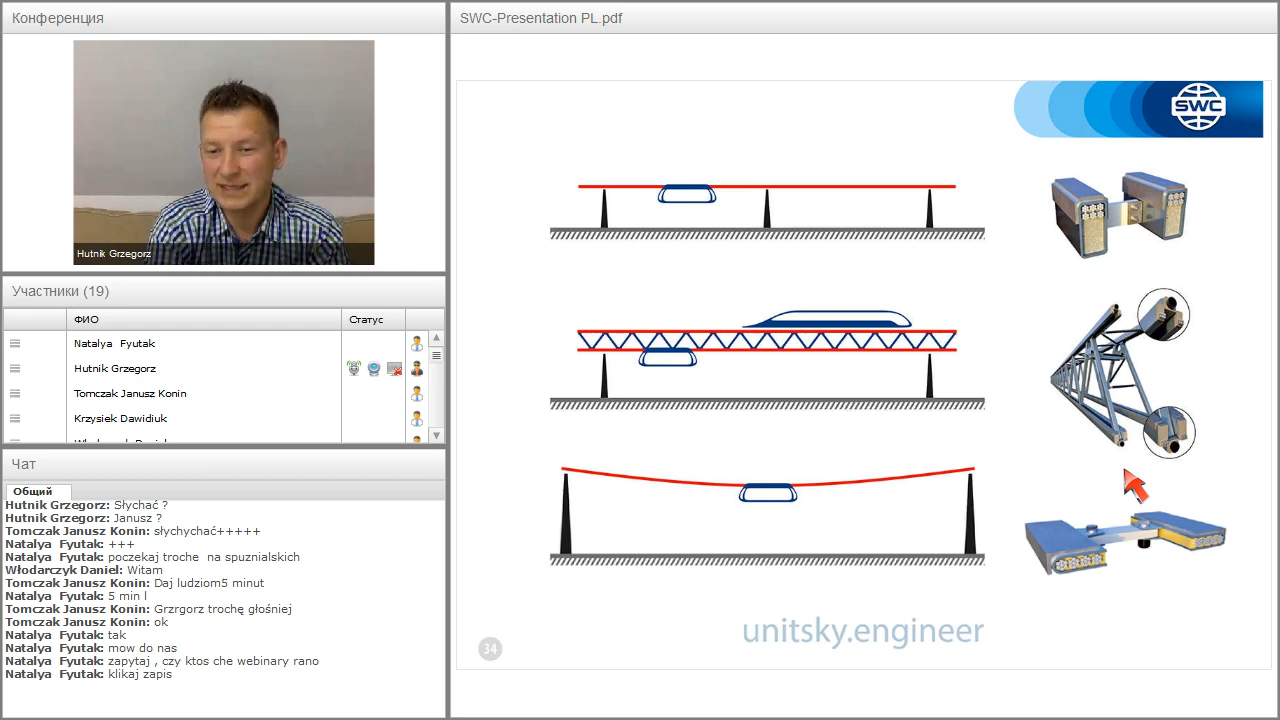 Конференция
Hutnik Grzegorz
Участники (19)
ФИО
Статус
Natalya Fyutak
Hutnik Grzegorz
Tomczak Janusz Konin
Krzysiek Dawidiuk
Чат
Общий
Hutnik Grzegorz: Słychać ?
Hutnik Grzegorz: Janusz ?
Tomczak Janusz Konin: słychychać+++++
Natalya Fyutak: +++
Natalya Fyutak: poczekaj troche na spuznialskich
Włodarczyk Daniel: Witam
Tomczak Janusz Konin: Daj ludziom5 minut
Natalya Fyutak: 5 min l
Tomczak Janusz Konin: Grzrgorz trochę głośniej
Tomczak Janusz Konin: ok
Natalya Fyutak: tak
Natalya Fyutak: mow do nas
Natalya Fyutak: zapytaj , czy ktos che webinary rano
Natalya Fyutak: klikaj zapis
SWC-Presentation PL.pdf
SWC
unitsky.engineer
34